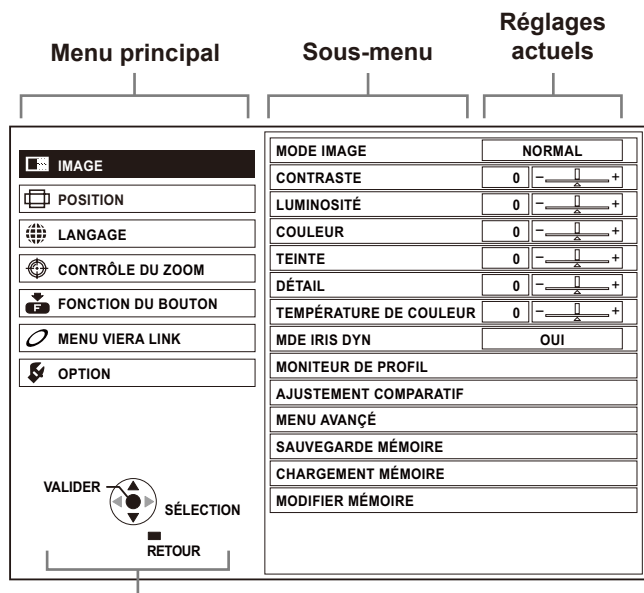 Menu principal
Sous-menu
Réglages
actuels
IMAGE
POSITION
LANGAGE
CONTRÔLE DU ZOOM
F
FONCTION DU BOUTON
MENU VIERA LINK
OPTION
VALIDER
SÉLECTION
RETOUR
MODE IMAGE NORMAL
CONTRASTE 0 - +
LUMINOSITÉ 0 - +
COULEUR 0 - +
TEINTE 0 - +
DÉTAIL 0 - +
TEMPÉRATURE DE COULEUR 0 - +
MDE IRIS DYN OUI
MONITEUR DE PROFIL
AJUSTEMENT COMPARATIF
MENU AVANÇÉ
SAUVEGARDE MÉMOIRE
CHARGEMENT MÉMOIRE
MODIFIER MÉMOIRE